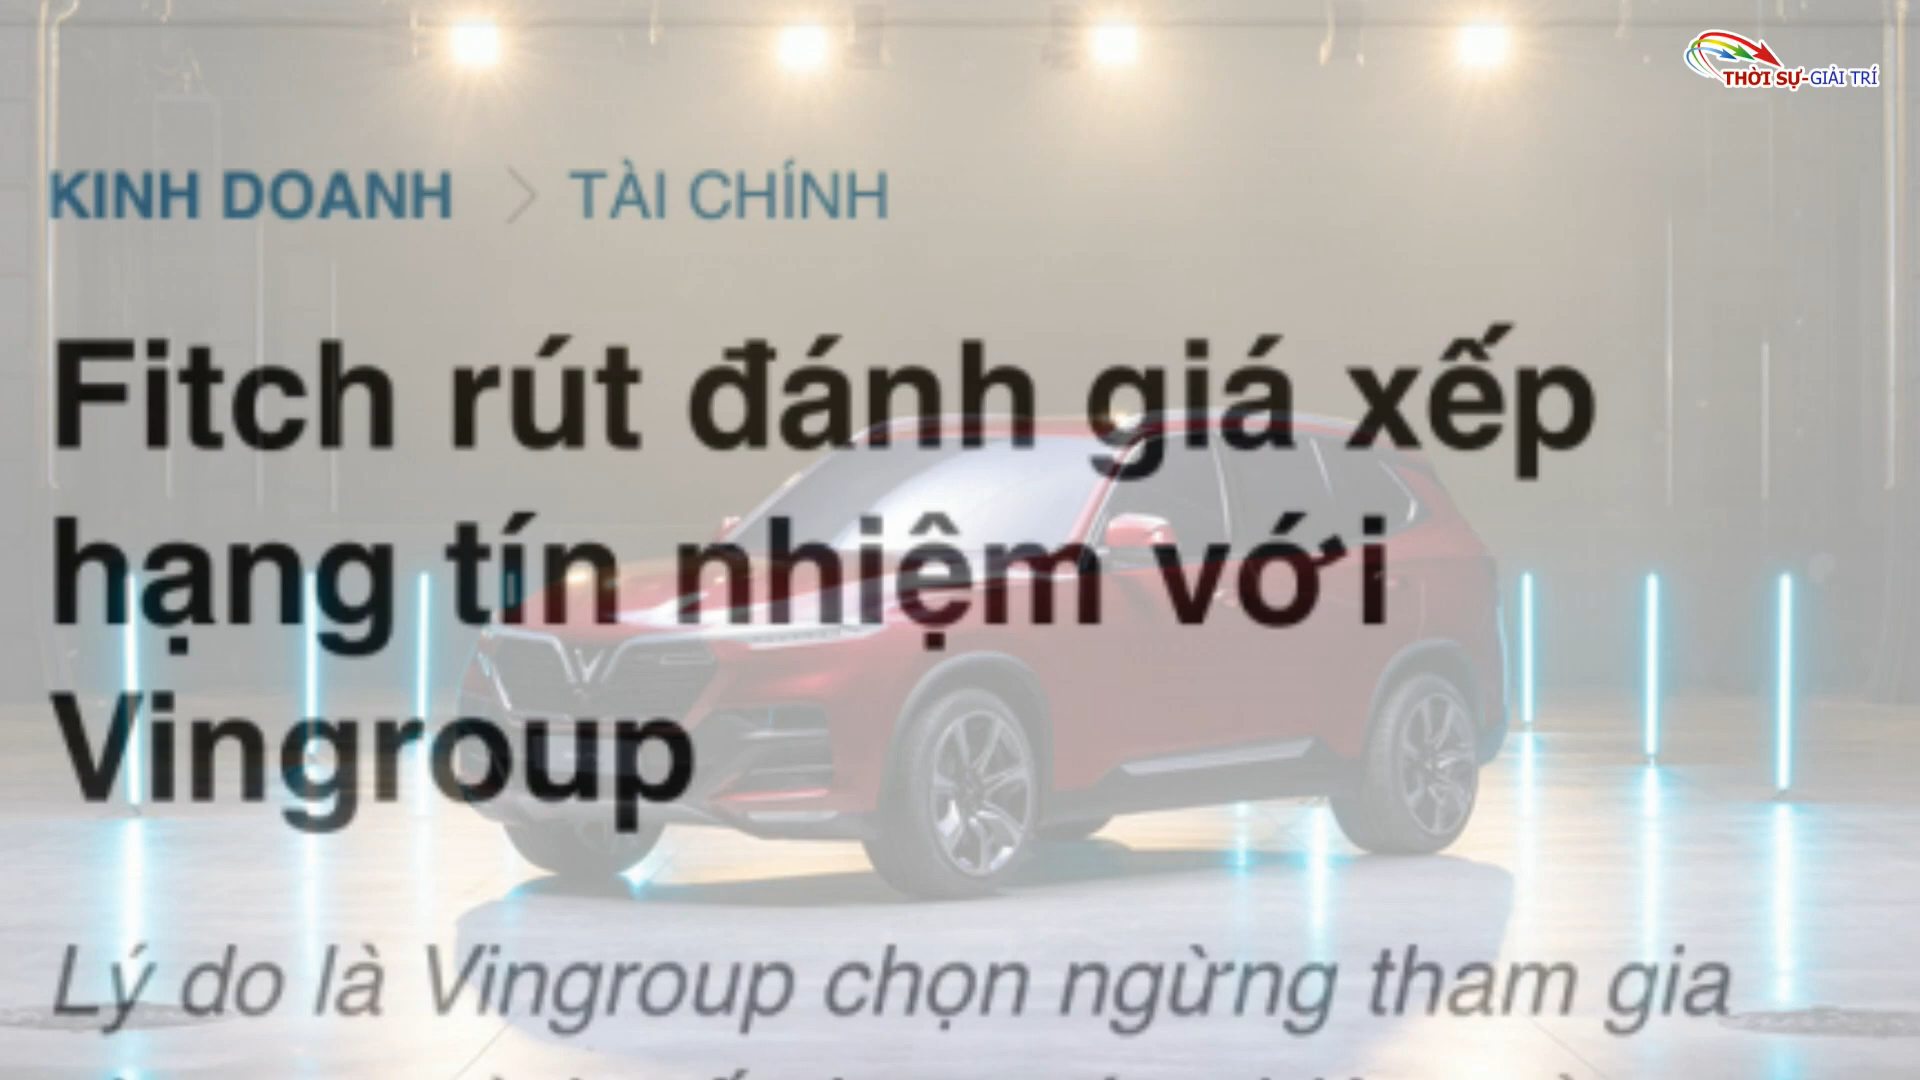 THỜI SỰ-GIẢI TRÍ
KINH DOANH > TÀI CHÍNH
Fitch rút đánh giá xếp
hạng tín nhiệm với
Vingroup
Lý do là Vingroup chọn ngừng tham gia